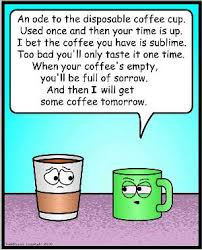 An ode to the disposable coffee cup.
Used once and then your time is up.
I bet the coffee you have is sublime.
Too bad you'll only taste it one time.
When your coffee's empty,
you'll be full of sorrow.
And then I will get
some coffee tomorrow.